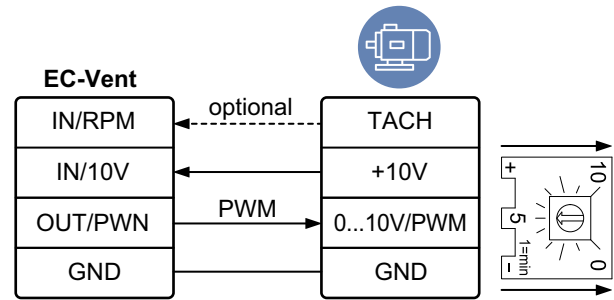 EC-Vent
IN/RPM
optional
TACH
IN/10V
+10V
OUT/PWN
PWM
0...10V/PWM
GND
GND
+
10
5
1=min
-
0